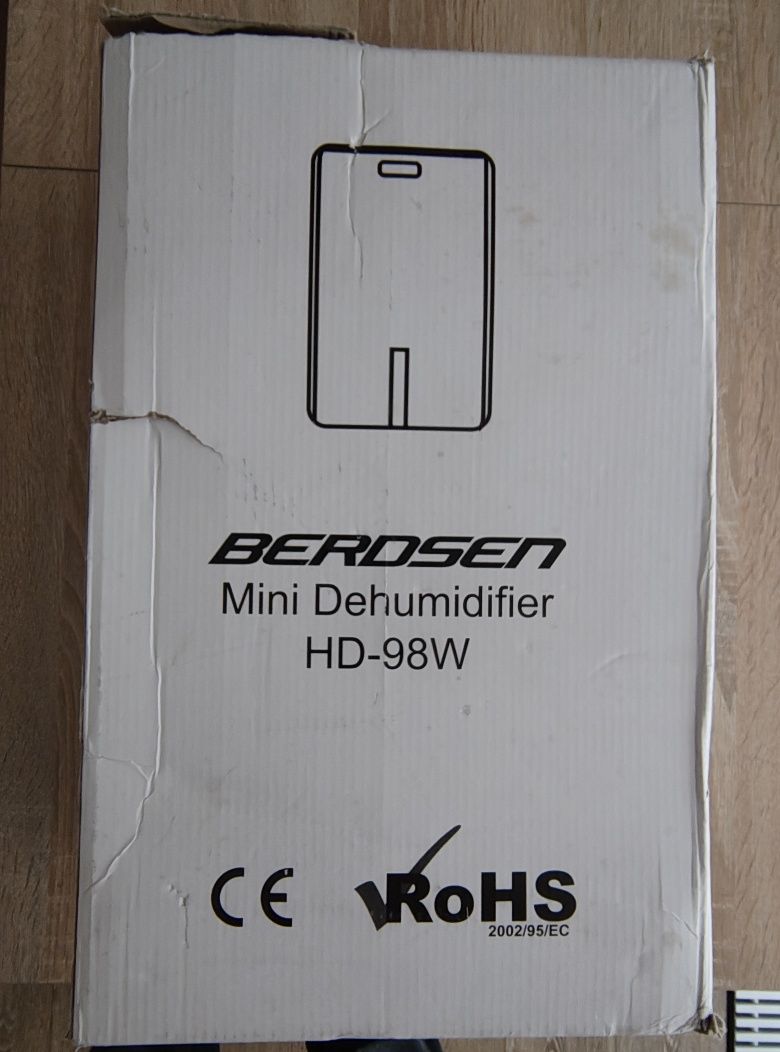 BERDSEN
Mini Dehumidifier
HD-98W
CE
RoHS
2002/95/EC